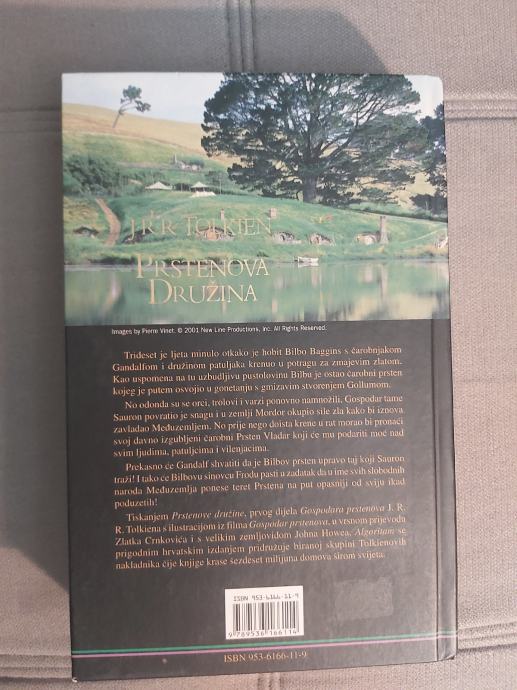 J.R.R. TOLKIEN
PRSTENOVA
DRUŽINA
Images by Pierre Vinet. © 2001 New Line Productions, Inc. All Rights Reserved.
Trideset je ljeta minulo otkako je hobit Bilbo Baggins s čarobnjakom
Gandalfom i družinom patuljaka krenuo u potragu za zmajevim zlatom.
Kao uspomena na tu uzbudljivu pustolovinu Bilbu je ostao čarobni prsten
kojeg je putem osvojio u gonetanju s gmizavim stvorenjem Gollumom.
No odonda su se orci, trolovi i varzi ponovno namnožili. Gospodar tame
Sauron povratio je snagu i u zemlji Mordor okupio sile zla kako bi iznova
zavladao Međuzemljem. No prije nego doista krene u rat morao bi pronaći
svoj davno izgubljeni čarobni Prsten Vladar koji će mu podariti moć nad
svim ljudima, patuljcima i vilenjacima.
Prekasno će Gandalf shvatiti da je Bilbov prsten upravo taj koji Sauron
traži! I tako će Bilbovu sinovcu Frodu pasti u zadatak da u ime svih slobodnih
naroda Međuzemlja ponese teret Prstena na put opasniji od sviju ikad
poduzetih!
Tiskanjem Prstenove družine, prvog dijela Gospodara prstenova J. R.
R. Tolkiena s ilustracijom iz filma Gospodar prstenova, u vrsnom prijevodu
Zlatka Crnkovića i s velikim zemljovidom Johna Howea, Algoritam se
prigodnim hrvatskim izdanjem pridružuje biranoj skupini Tolkienovih
nakladnika čije knjige krase šezdeset milijuna domova širom svijeta.
ISBN 953-6166-11-9
9 789536 166114
ISBN 953-6166-11-9